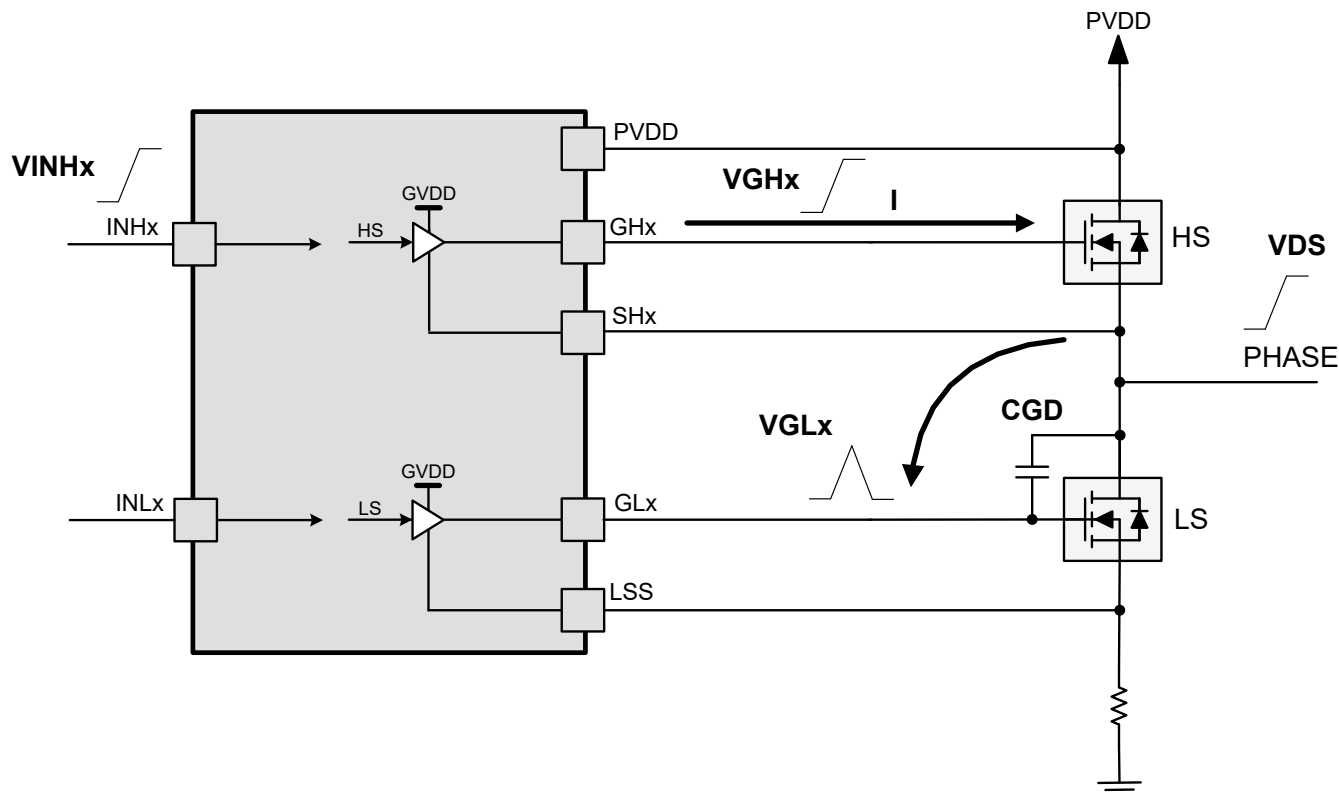 PVDD
PVDD
VINHx
VGHx
I
GVDD
INHx
HS
GHx
HS
VDS
SHx
PHASE
CGD
VGLx
GVDD
INLx
LS
GLx
LS
LSS